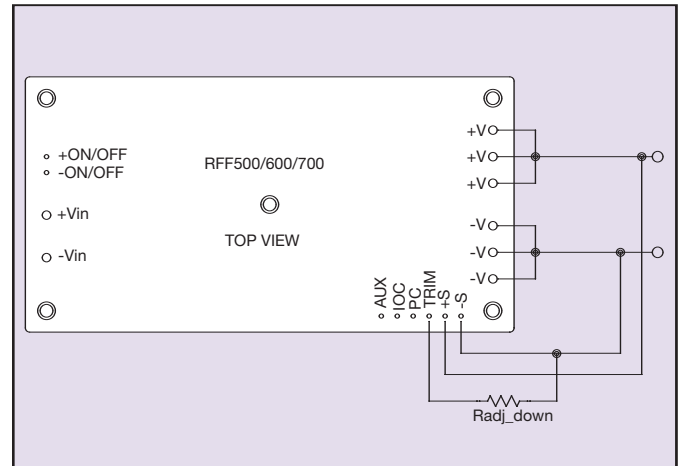 +ON/OFF
-ON/OFF
+Vin
-Vin
RFF500/600/700
TOP VIEW
+V
+V
+V
-V
-V
-V
AUX
IOC
PC
TRIM
+S
-S
Radj_down